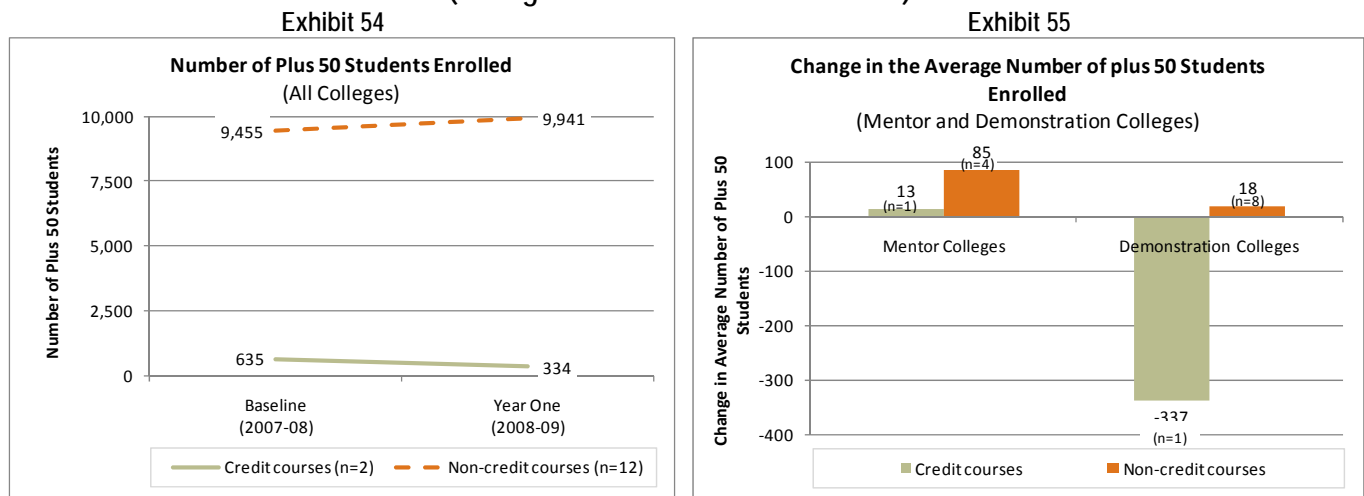 Exhibit 54
Number of Plus 50 Students Enrolled
(All Colleges)
Number of Plus 50 Students
10,000
7,500
5,000
2,500
0
9,455
9,941
635
334
Baseline
(2007-08)
Year One
(2008-09)
Credit courses (n=2)
Non-credit courses (n=12)
Exhibit 55
Change in the Average Number of plus 50 Students
Enrolled
(Mentor and Demonstration Colleges)
Change in Average Number of Plus 50
Students
100
0
-100
-200
-300
-400
13
(n=1)
85
(n=4)
18
(n=8)
Mentor Colleges
Demonstration Colleges
-337
(n=1)
Credit courses
Non-credit courses